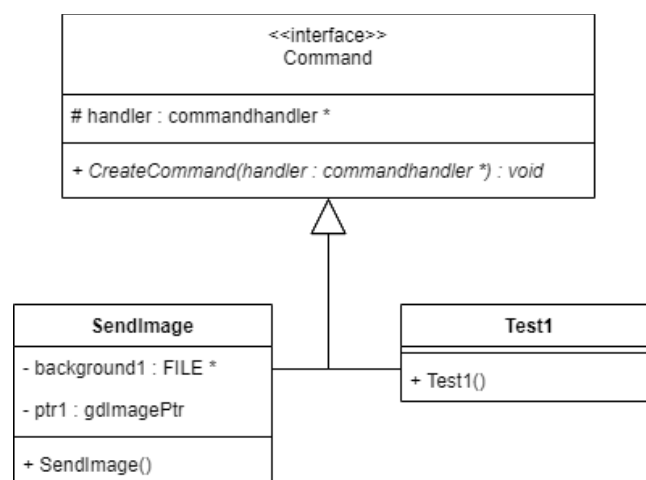 <<interface>>
Command
# handler : commandhandler *
+ CreateCommand(handler : commandhandler *) : void
SendImage
- background1 : FILE *
- ptr1 : gdImagePtr
+ SendImage()
Test1
+ Test1()